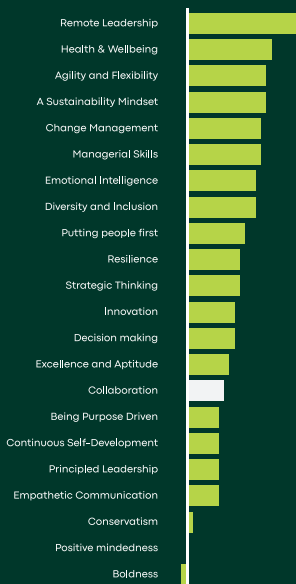 Remote Leadership
Health & Wellbeing
Agility and Flexibility
A Sustainability Mindset
Change Management
Managerial Skills
Emotional Intelligence
Diversity and Inclusion
Putting people first
Resilience
Strategic Thinking
Innovation
Decision making
Excellence and Aptitude
Collaboration
Being Purpose Driven
Continuous Self-Development
Principled Leadership
Empathetic Communication
Conservatism
Positive mindedness
Boldness